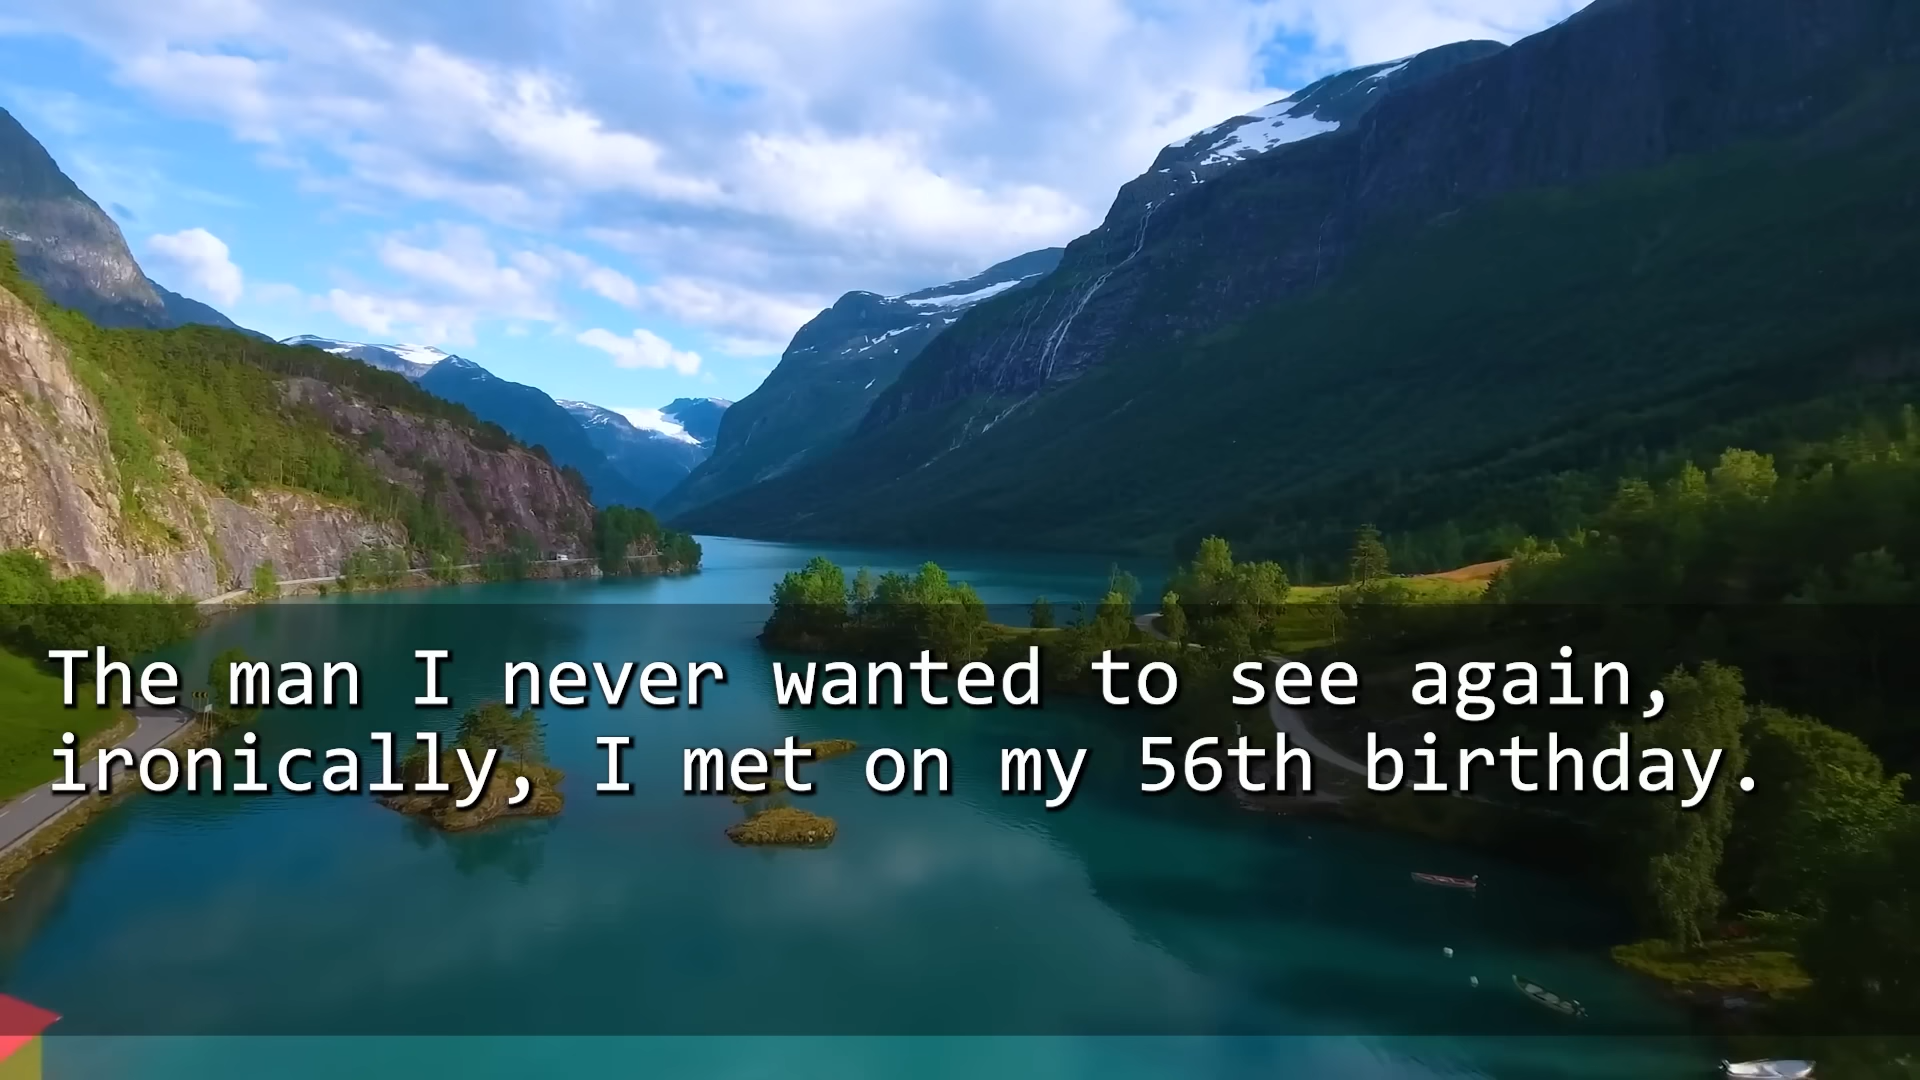 The man I never wanted to see again,
ironically, I met on my 56th birthday.